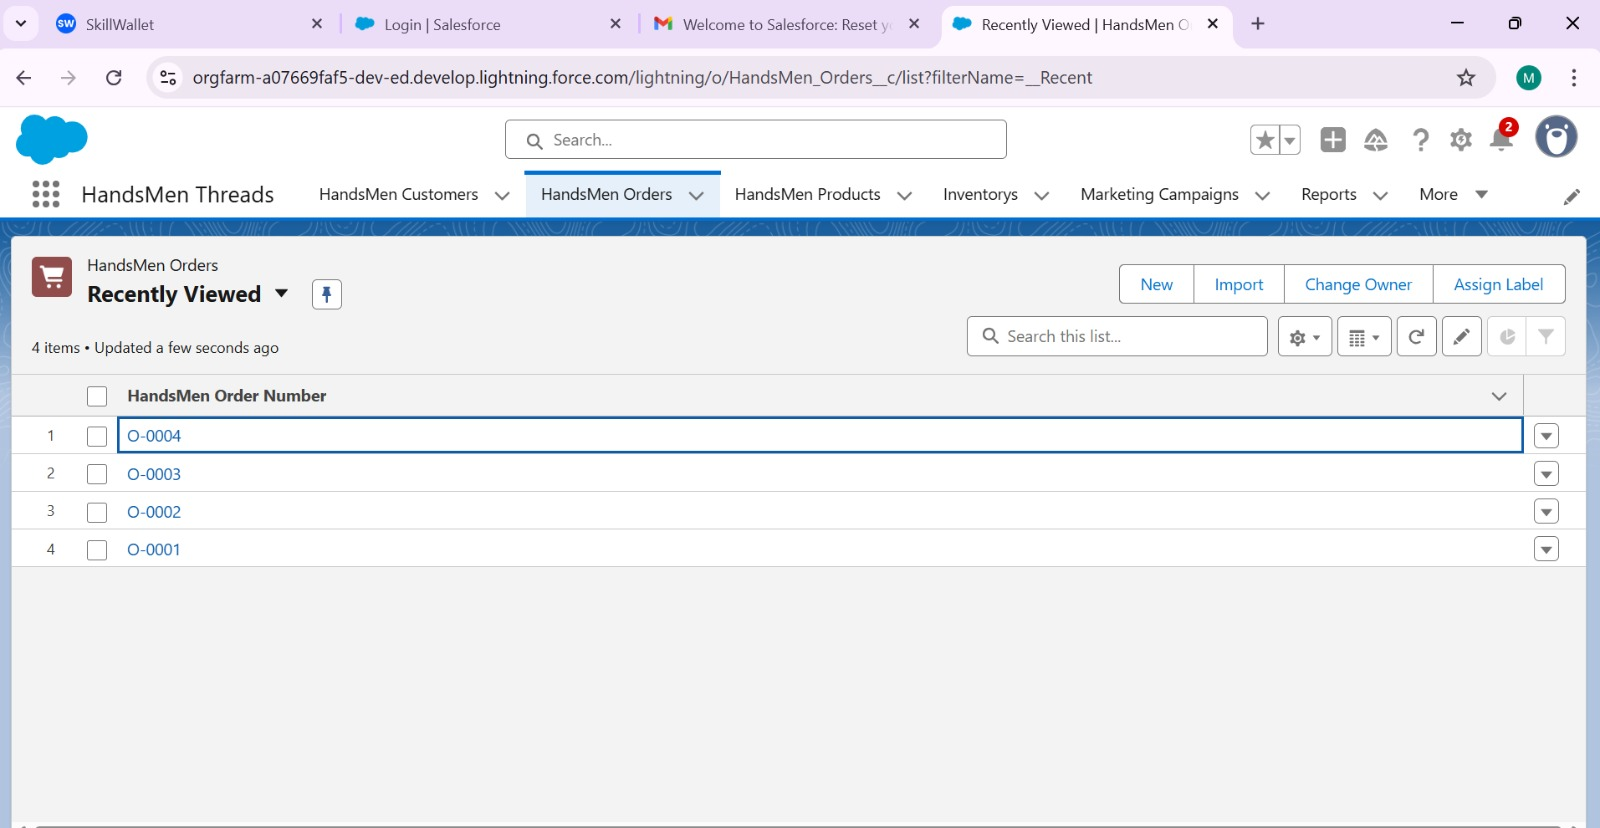 SW SkillWallet
Login | Salesforce
Welcome to Salesforce: Reset yo
Recently Viewed | HandsMen O
orgfarm-a07669faf5-dev-ed.develop.lightning.force.com/lightning/o/HandsMen_Orders__c/list?filterName=__Recent
M
Search...
2
HandsMen Threads
HandsMen Customers
HandsMen Orders
HandsMen Products
Inventorys
Marketing Campaigns
Reports
More
HandsMen Orders
Recently Viewed
New
Import
Change Owner
Assign Label
4 items • Updated a few seconds ago
Search this list...
HandsMen Order Number
1 O-0004
2 O-0003
3 O-0002
4 O-0001